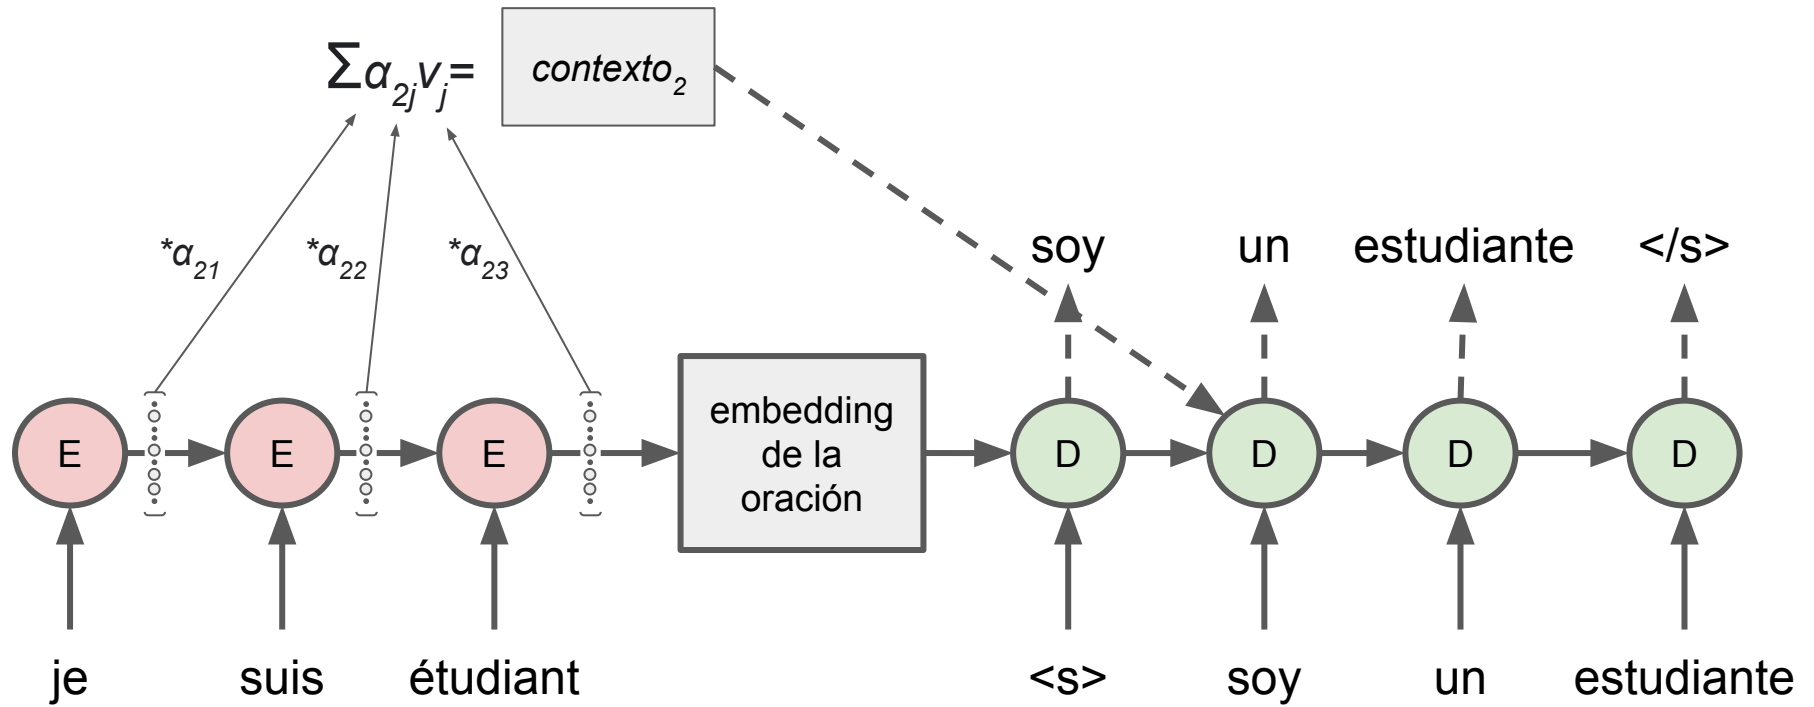 Σα2jvj= contexto2
*α21 *α22 *α23
soy un estudiante </s>
E E E
embedding
de la
oración
D D D D
je suis étudiant <s> soy un estudiante